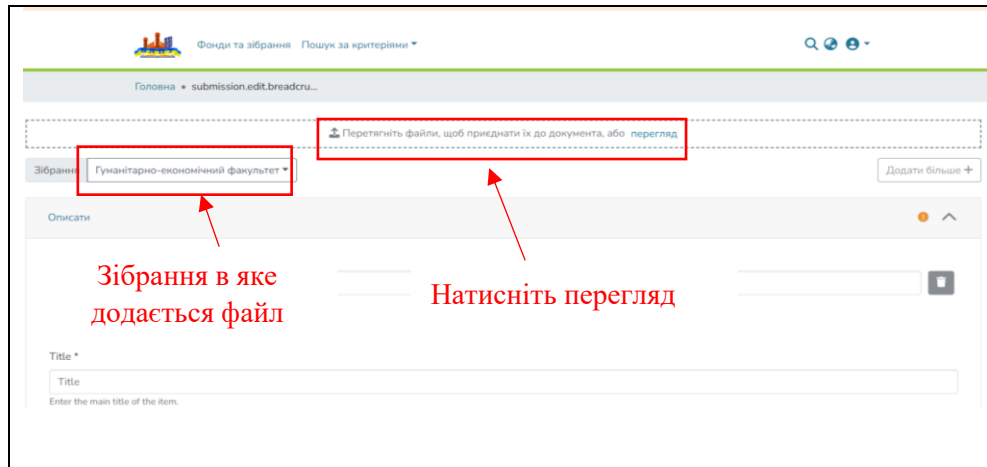 Фонди та зібрання Пошук за критеріями
Головна • submission.edit.breadcru...
Перетягніть файли, щоб приєднати їх до документа, або перегляд
Зібрання Гуманітарно-економічний факультет
Додати більше +
Описати
Зібрання в яке
додається файл
Натисніть перегляд
Title *
Title
Enter the main title of the item.